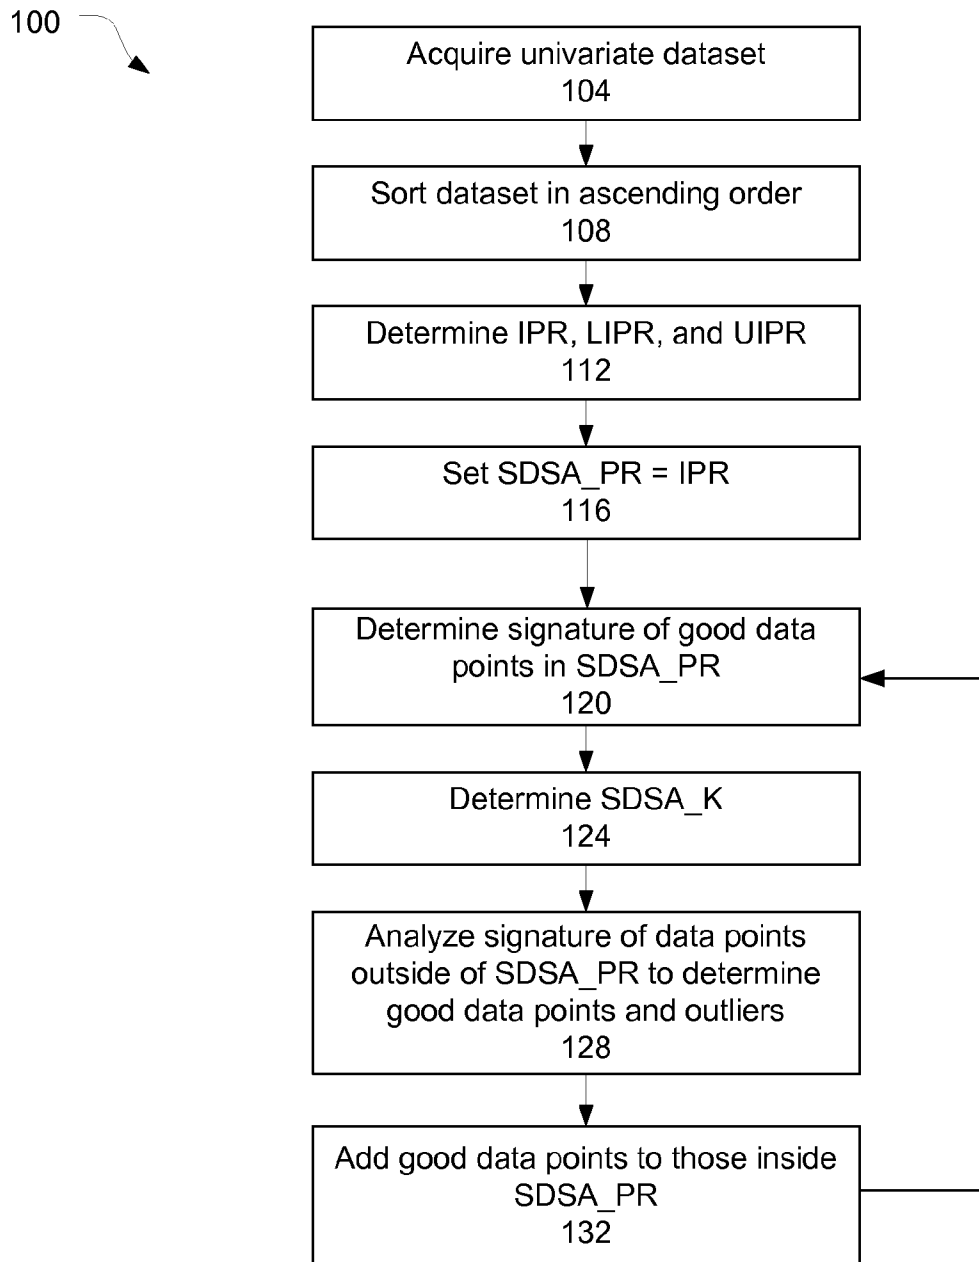 100
Acquire univariate dataset
104
Sort dataset in ascending order
108
Determine IPR, LIPR, and UIPR
112
Set SDSA_PR = IPR
116
Determine signature of good data
points in SDSA_PR
120
Determine SDSA_K
124
Analyze signature of data points
outside of SDSA_PR to determine
good data points and outliers
128
Add good data points to those inside
SDSA_PR
132